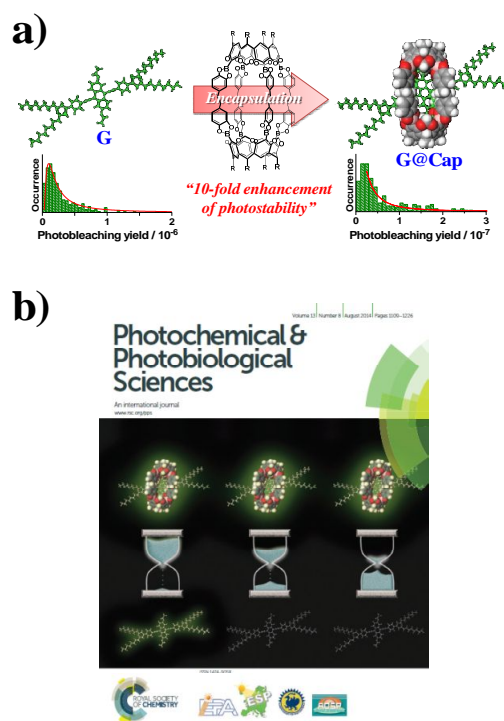 a)
Encapsulation
G
G@Cap
Occurrence
0
1
2
Photobleaching yield / 10-6
"10-fold enhancement
of photostability"
Occurrence
0
1
2
3
Photobleaching yield / 10-7
b)
Volume 13 | Number 8 | August 2014 | Pages 1109–1226
Photochemical &
Photobiological
Sciences
An international journal
www.rsc.org/pps
ROYAL SOCIETY
OF CHEMISTRY